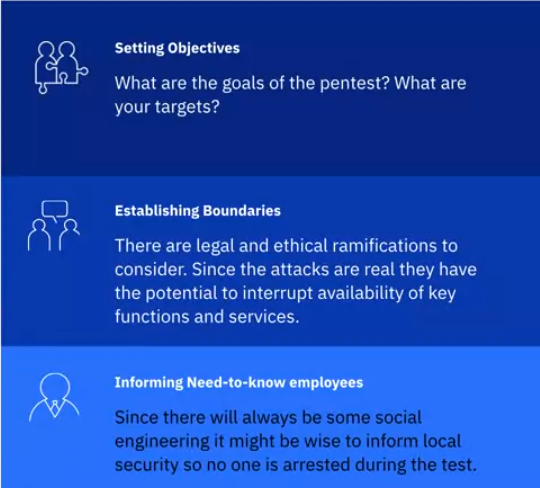 Setting Objectives
What are the goals of the pentest? What are
your targets?
Establishing Boundaries
There are legal and ethical ramifications to
consider. Since the attacks are real they have
the potential to interrupt availability of key
functions and services.
Informing Need-to-know employees
Since there will always be some social
engineering it might be wise to inform local
security so no one is arrested during the test.